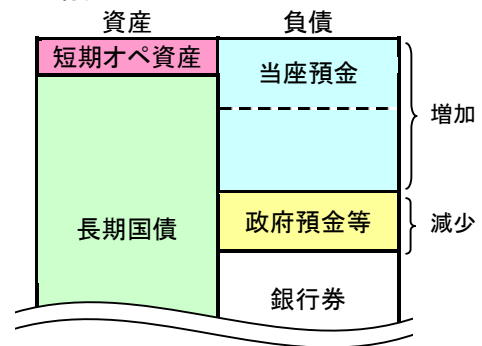 資産 負債
短期オペ資産
当座預金
増加
長期国債
政府預金等
減少
銀行券